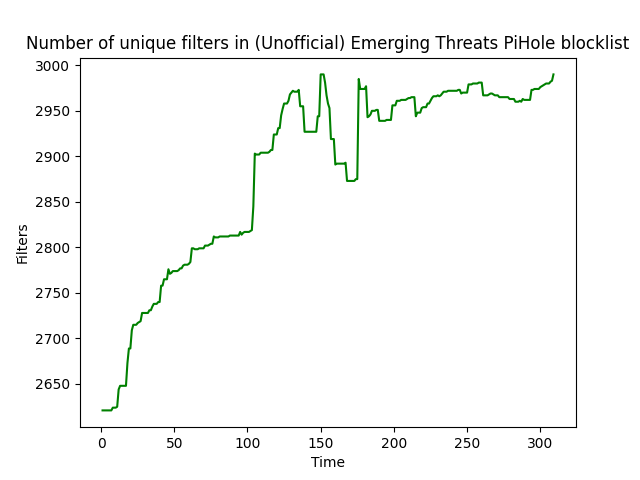 Number of unique filters in (Unofficial) Emerging Threats PiHole blocklist
3000
2950
2900
2850
2800
2750
2700
2650
Filters
0 50 100 150 200 250 300
Time